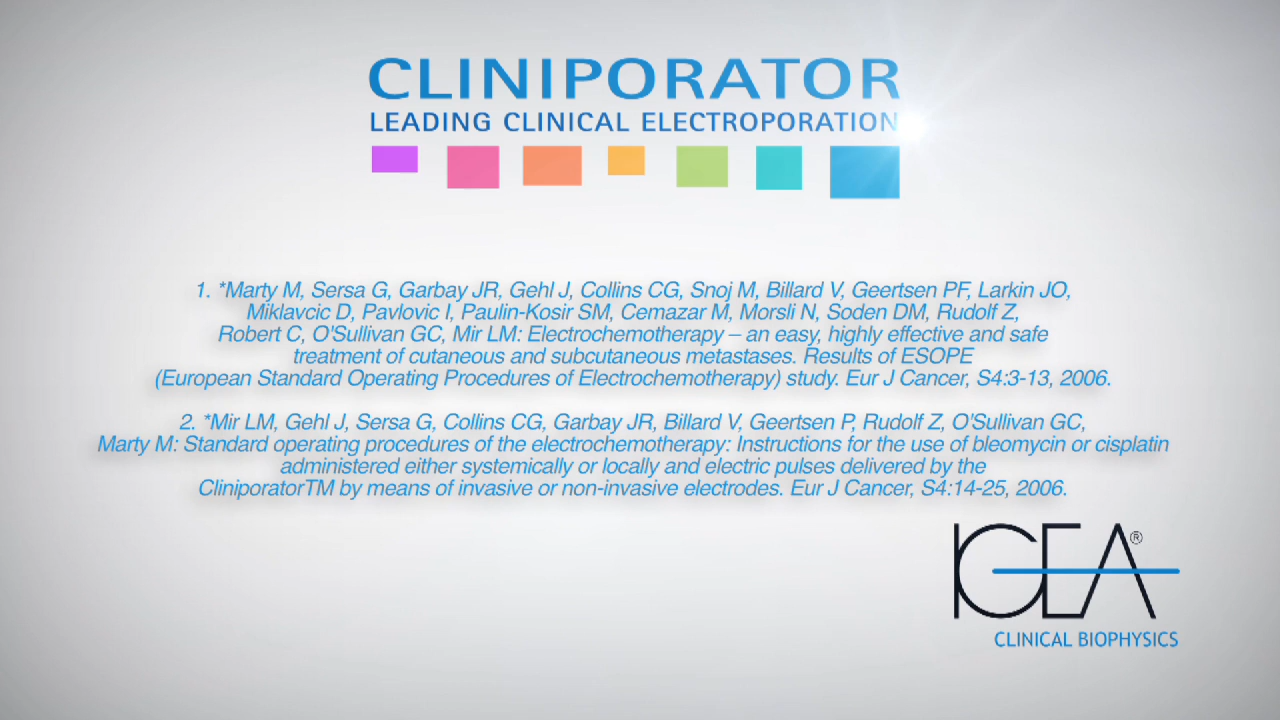 CLINIPORATOR
LEADING CLINICAL ELECTROPORATION
1. *Marty M, Sersa G, Garbay JR, Gehl J, Collins CG, Snoj M, Billard V, Geertsen PF, Larkin JO,
Miklavcic D, Pavlovic I, Paulin-Kosir SM, Cemazar M, Morsli N, Soden DM, Rudolf Z,
Robert C, O'Sullivan GC, Mir LM: Electrochemotherapy – an easy, highly effective and safe
treatment of cutaneous and subcutaneous metastases. Results of ESOPE
(European Standard Operating Procedures of Electrochemotherapy) study. Eur J Cancer, S4:3-13, 2006.
2. *Mir LM, Gehl J, Sersa G, Collins CG, Garbay JR, Billard V, Geertsen P, Rudolf Z, O'Sullivan GC,
Marty M: Standard operating procedures of the electrochemotherapy: Instructions for the use of bleomycin or cisplatin
administered either systemically or locally and electric pulses delivered by the
CliniporatorTM by means of invasive or non-invasive electrodes. Eur J Cancer, S4:14-25, 2006.
IGEA®
CLINICAL BIOPHYSICS